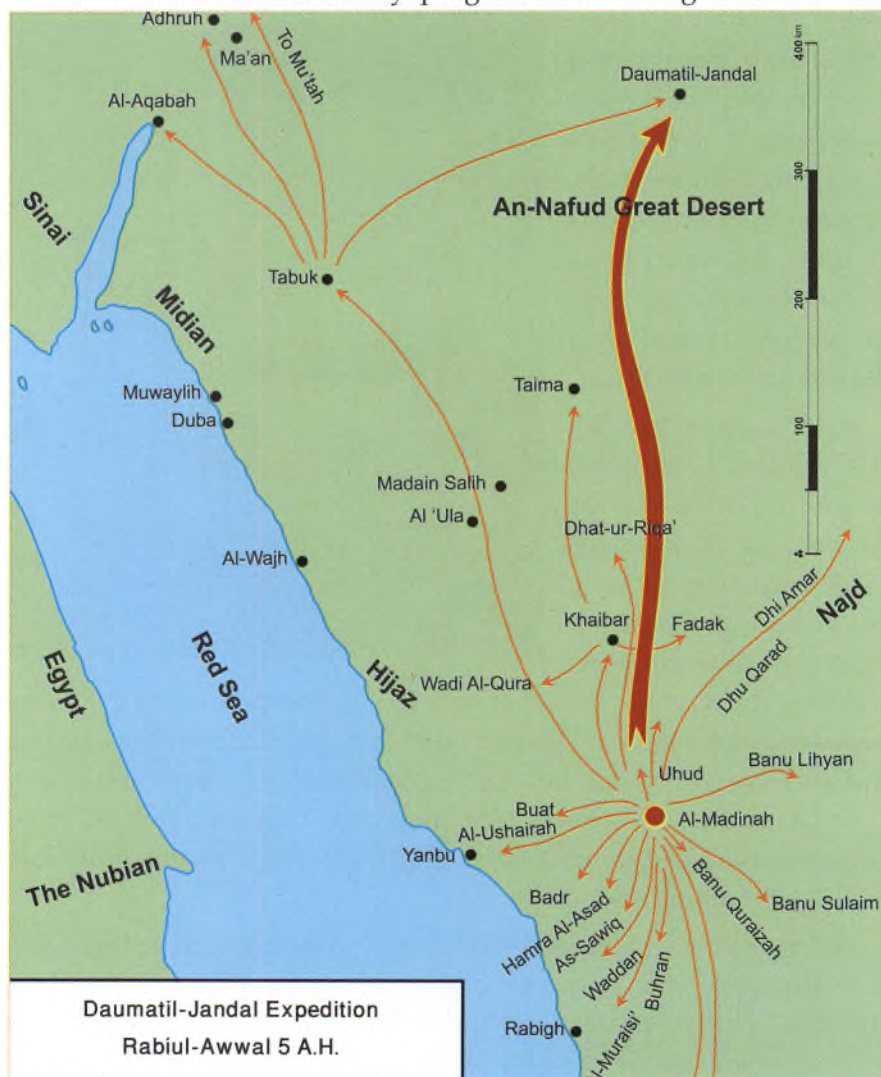 Adhruh
Ma'an
To Mu'tah
Al-Aqabah
Daumatil-Jandal
400 km
300
200
100
Sinai
An-Nafud Great Desert
Tabuk
Midian
Muwaylih
Duba
Taima
Madain Salih
Al 'Ula
Dhat-ur-Riqa'
Al-Wajh
Khaibar
Fadak
Dhi Amar
Najd
Wadi Al-Qura
Dhu Qarad
Egypt
Red Sea
Hijaz
Uhud
Banu Lihyan
Buat
Al-Madinah
Al-Ushairah
Yanbu
The Nubian
Badr
Hamra Al-Asad
As-Sawiq
Waddan
Buhran
Banu Quraizah
Banu Sulaim
Rabigh
l-Muraisi'
Daumatil-Jandal Expedition
Rabiul-Awwal 5 A.H.